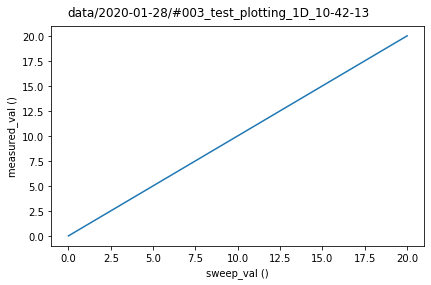 data/2020-01-28/#003_test_plotting_1D_10-42-13
20.0
17.5
15.0
12.5
10.0
7.5
5.0
2.5
0.0
measured_val ()
0.0 2.5 5.0 7.5 10.0 12.5 15.0 17.5 20.0
sweep_val ()